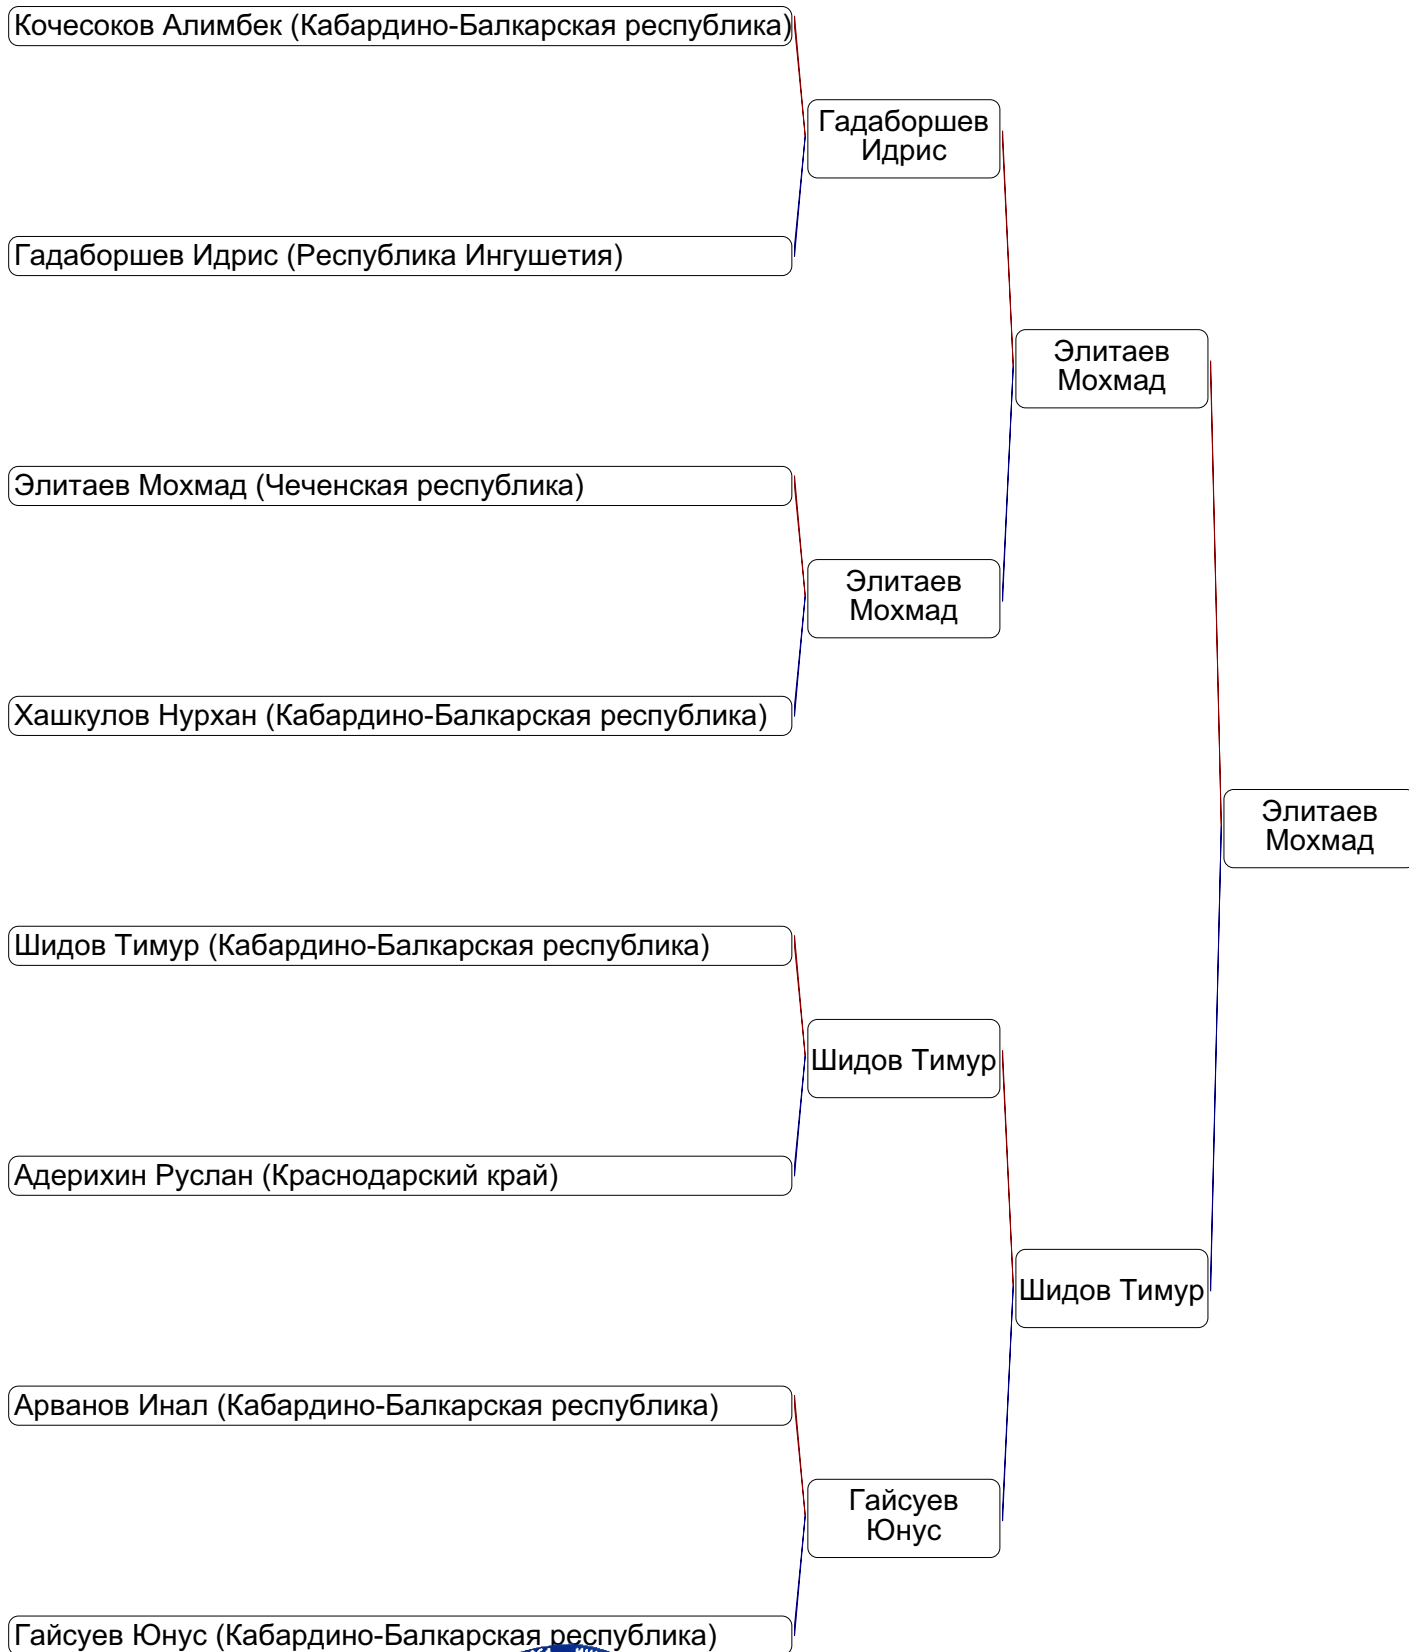 Кочесоков Алимбек (Кабардино-Балкарская республика)
Гадаборшев
Идрис
Гадаборшев Идрис (Республика Ингушетия)
Элитаев
Мохмад
Элитаев Мохмад (Чеченская республика)
Элитаев
Мохмад
Хашкулов Нурхан (Кабардино-Балкарская республика)
Элитаев
Мохмад
Шидов Тимур (Кабардино-Балкарская республика)
Шидов Тимур
Адерихин Руслан (Краснодарский край)
Шидов Тимур
Арванов Инал (Кабардино-Балкарская республика)
Гайсуев
Юнус
Гайсуев Юнус (Кабардино-Балкарская республика)